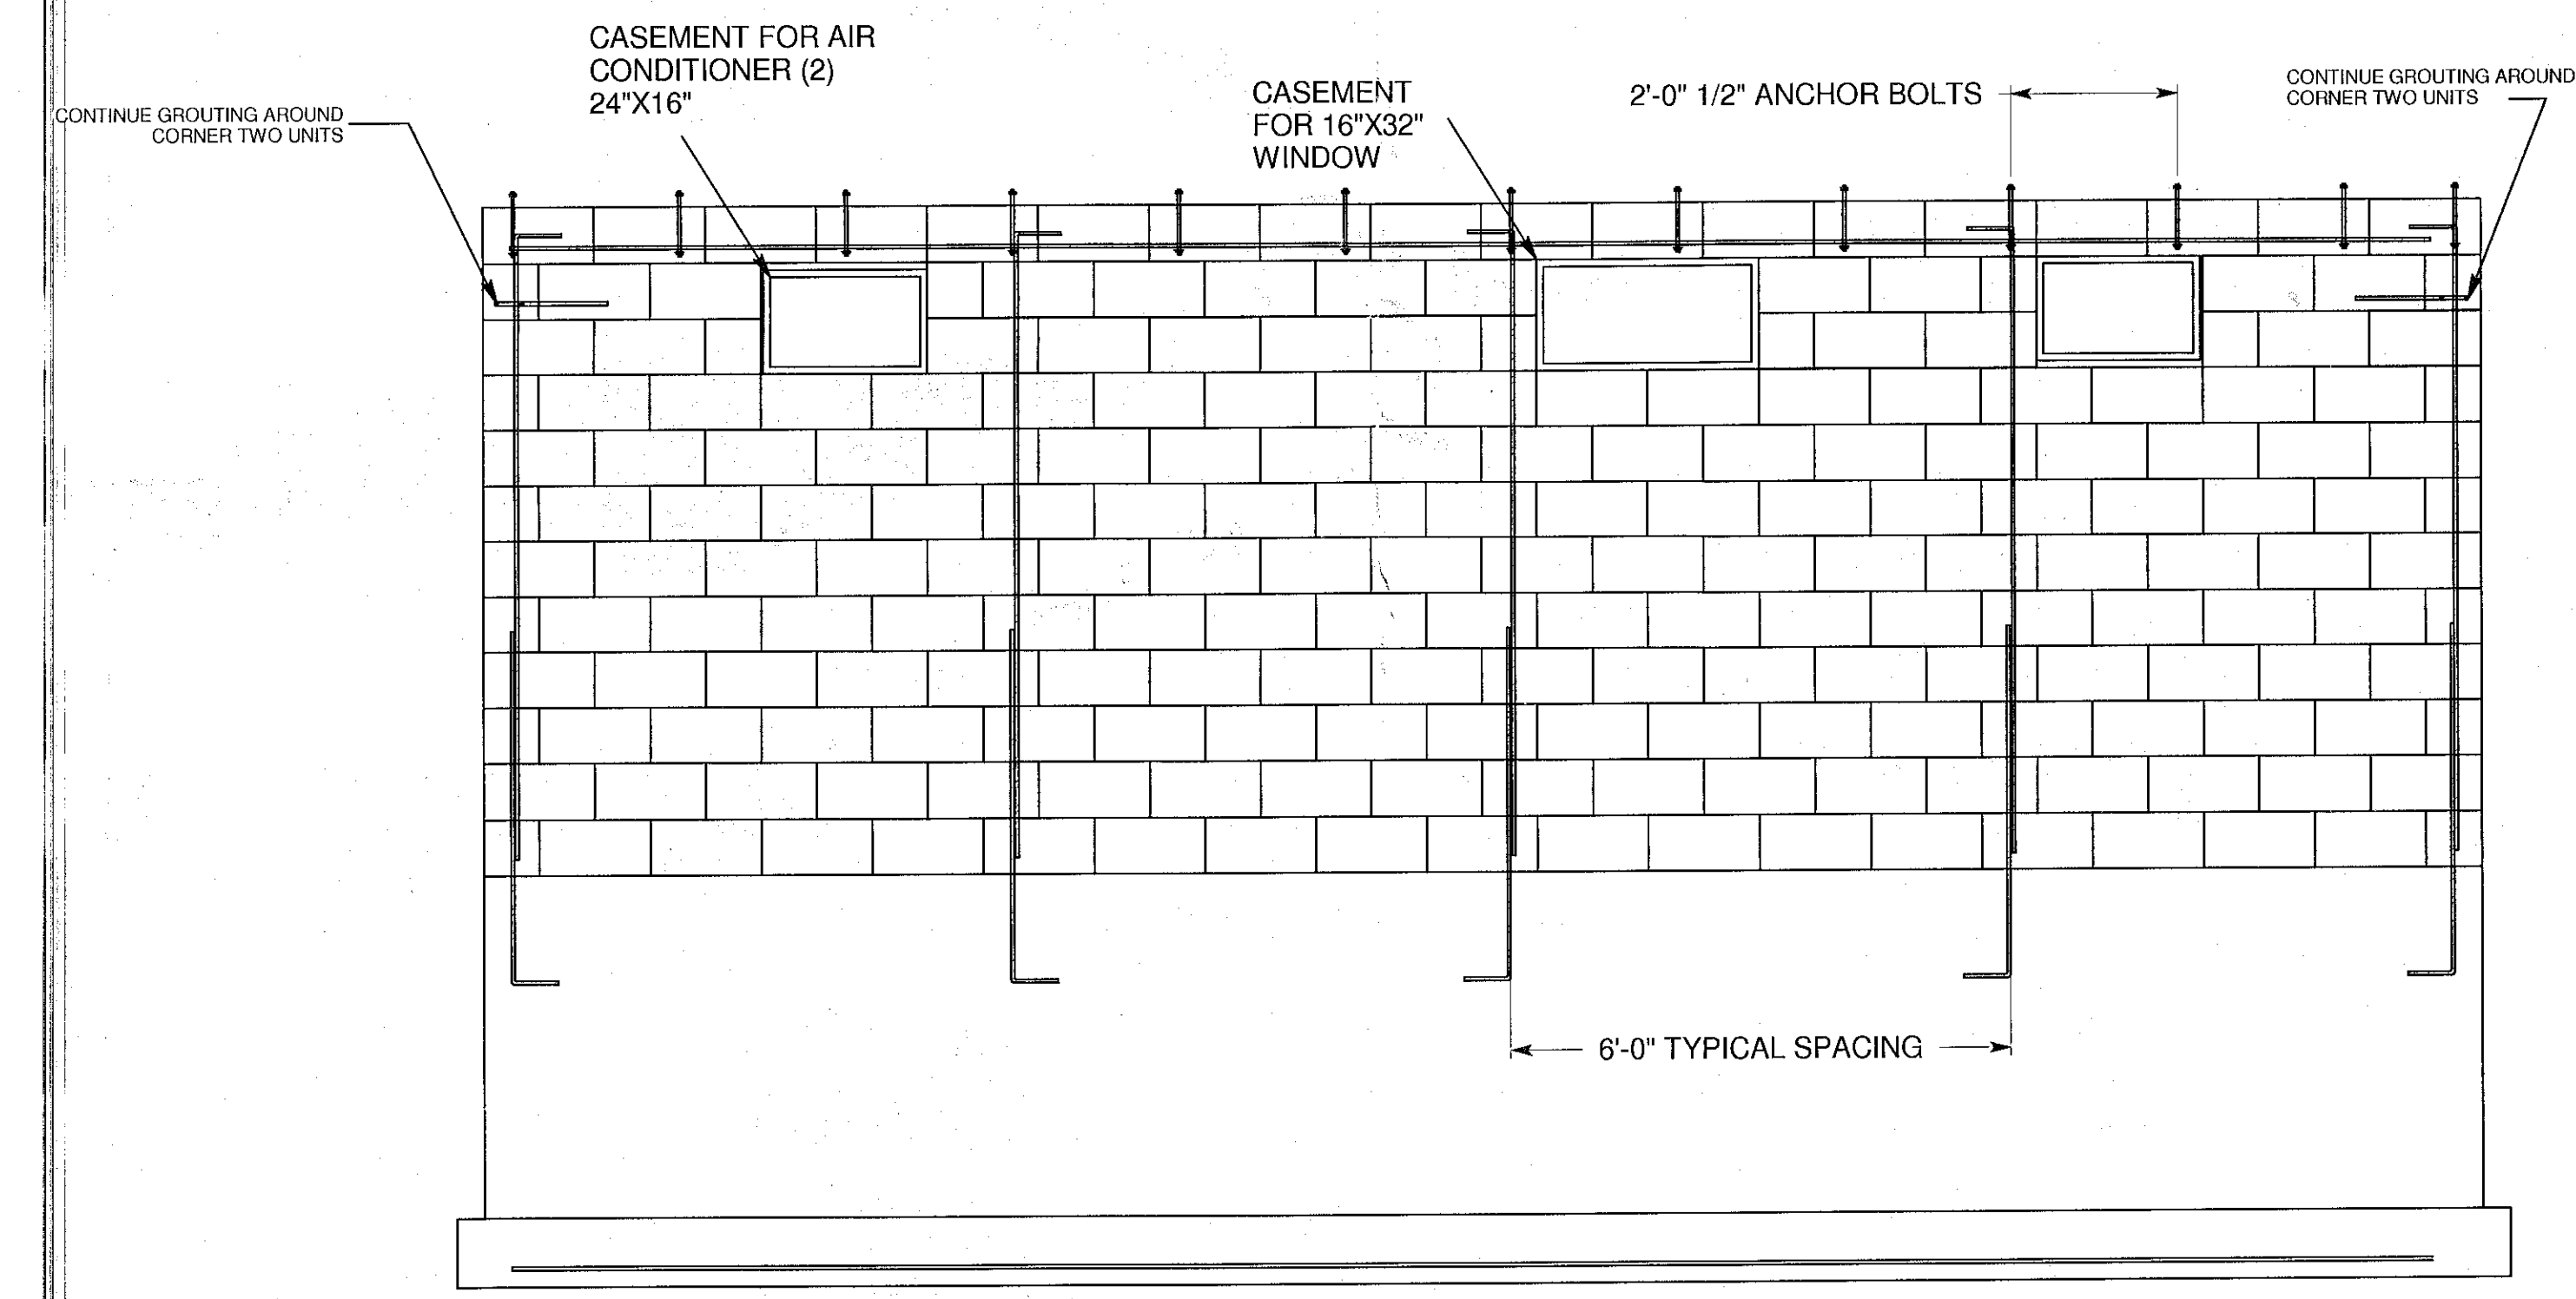 CASEMENT FOR AIR
CONDITIONER (2)
24"X16"
CONTINUE GROUTING AROUND
CORNER TWO UNITS
CASEMENT
FOR 16"X32"
WINDOW
2'-0" 1/2" ANCHOR BOLTS
CONTINUE GROUTING AROUND
CORNER TWO UNITS
6'-0" TYPICAL SPACING